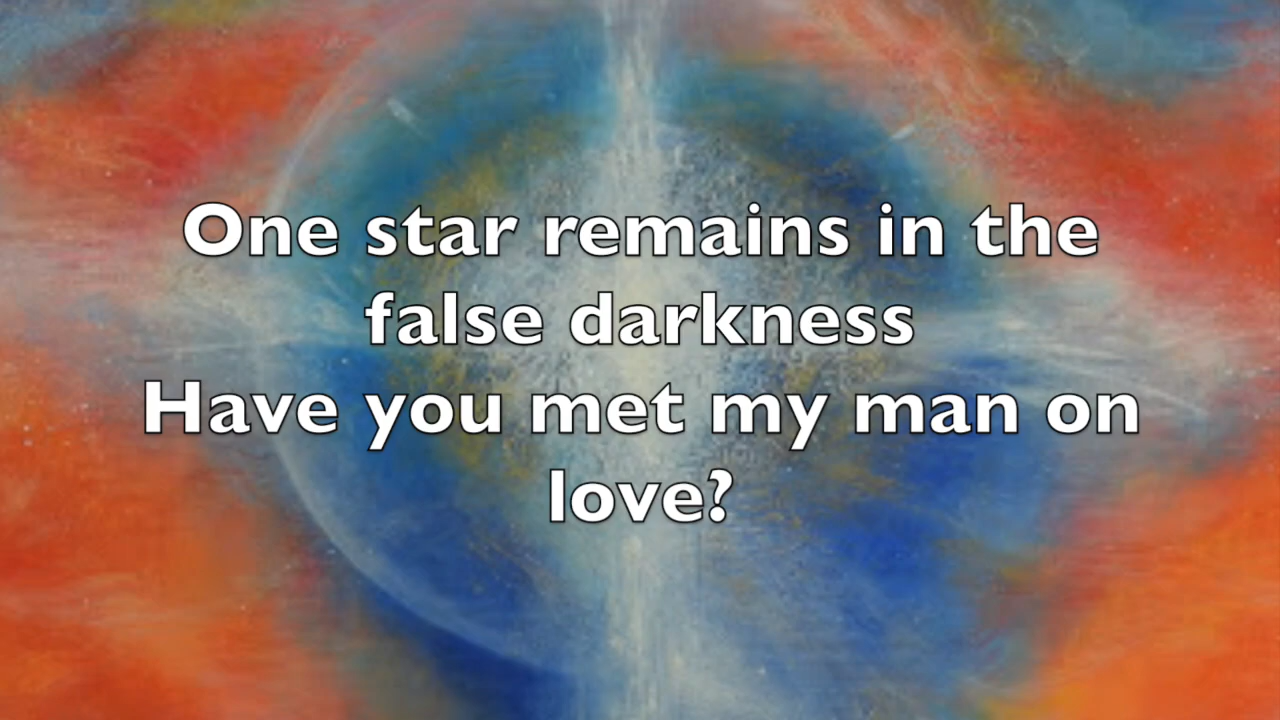 One star remains in the
false darkness
Have you met my man on
love?